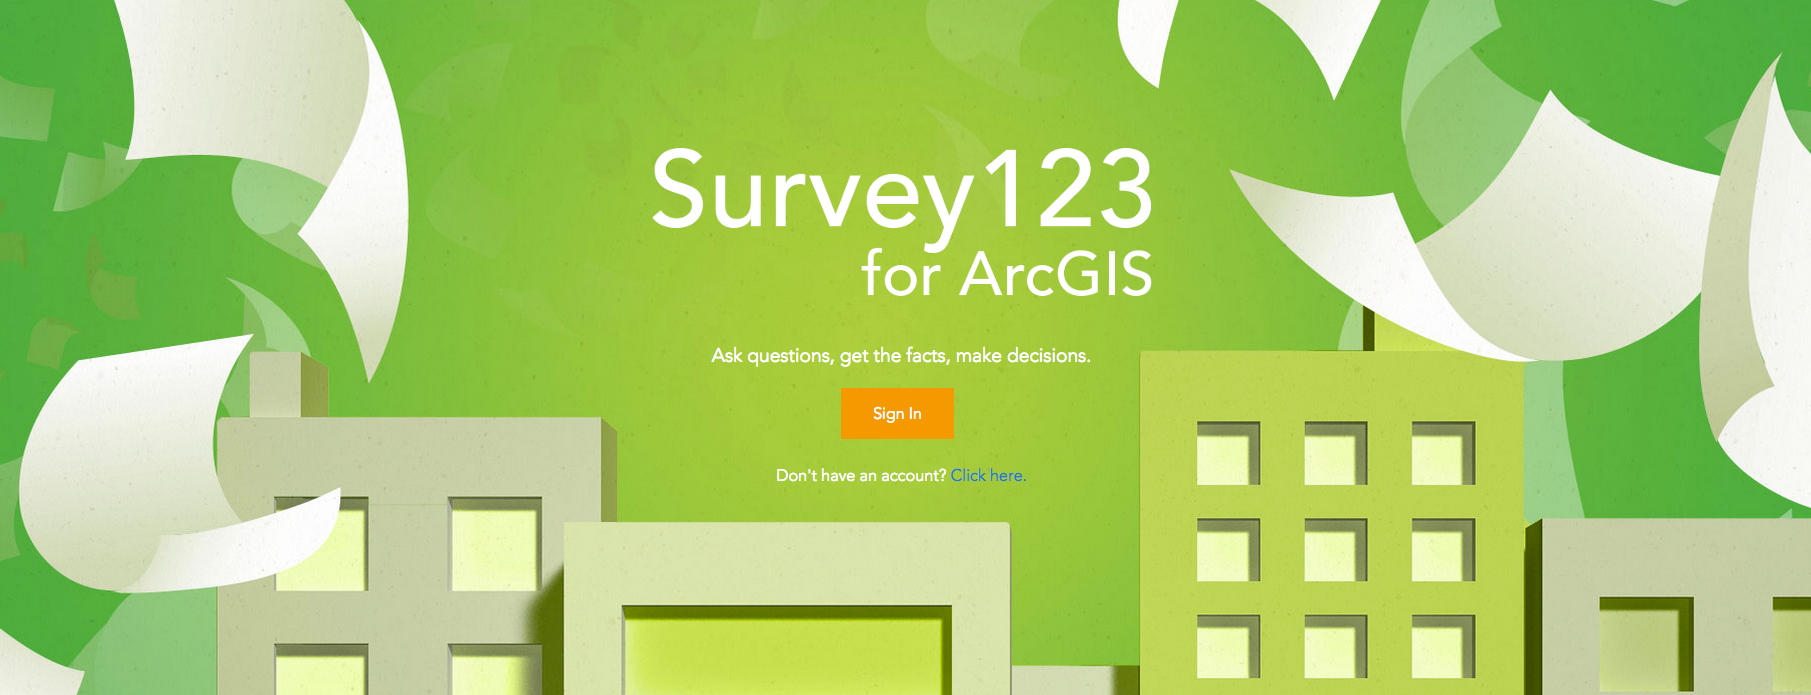 Survey123
for ArcGIS
Ask questions, get the facts, make decisions.
Sign In
Don't have an account? Click here.